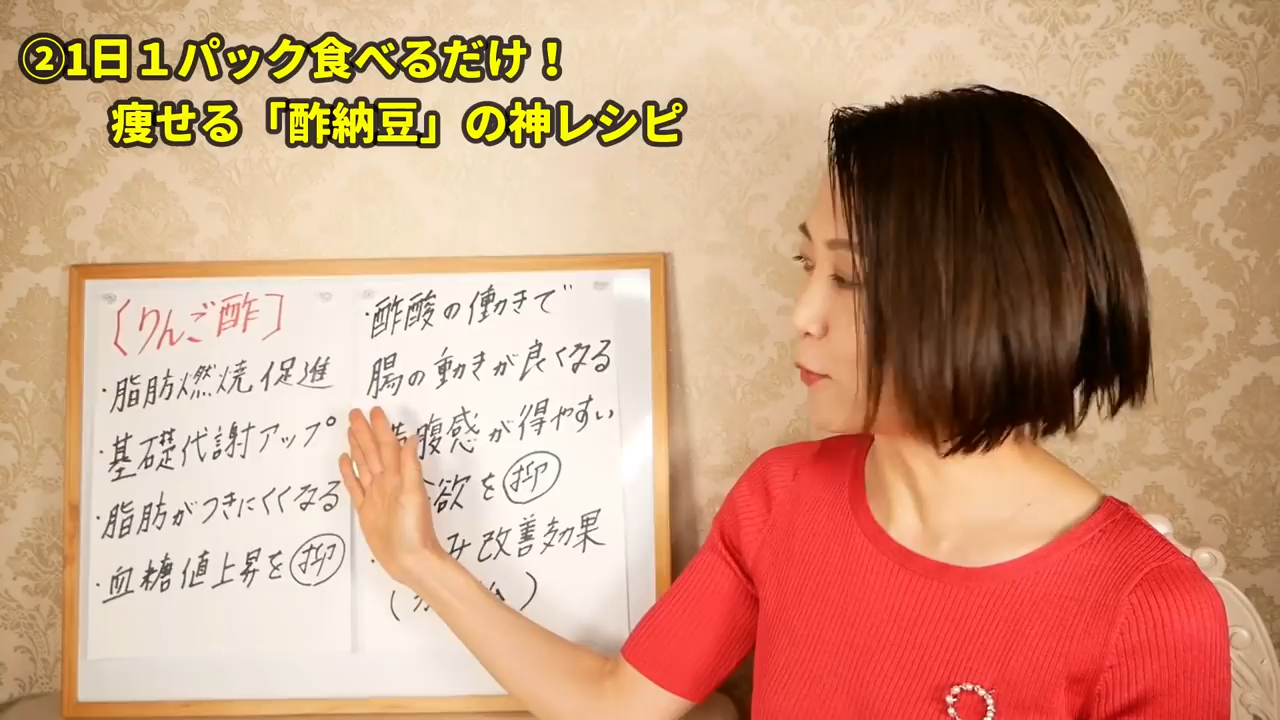 ②1日１パック食べるだけ！
痩せる「酢納豆」の神レシピ
〔りんご酢〕
・脂肪燃焼促進
・基礎代謝アップ
・脂肪がつきにくくなる
・血糖値上昇を抑
・酢酸の働きで
腸の動きが良くなる
腹感が得やすい
欲を抑
み改善効果